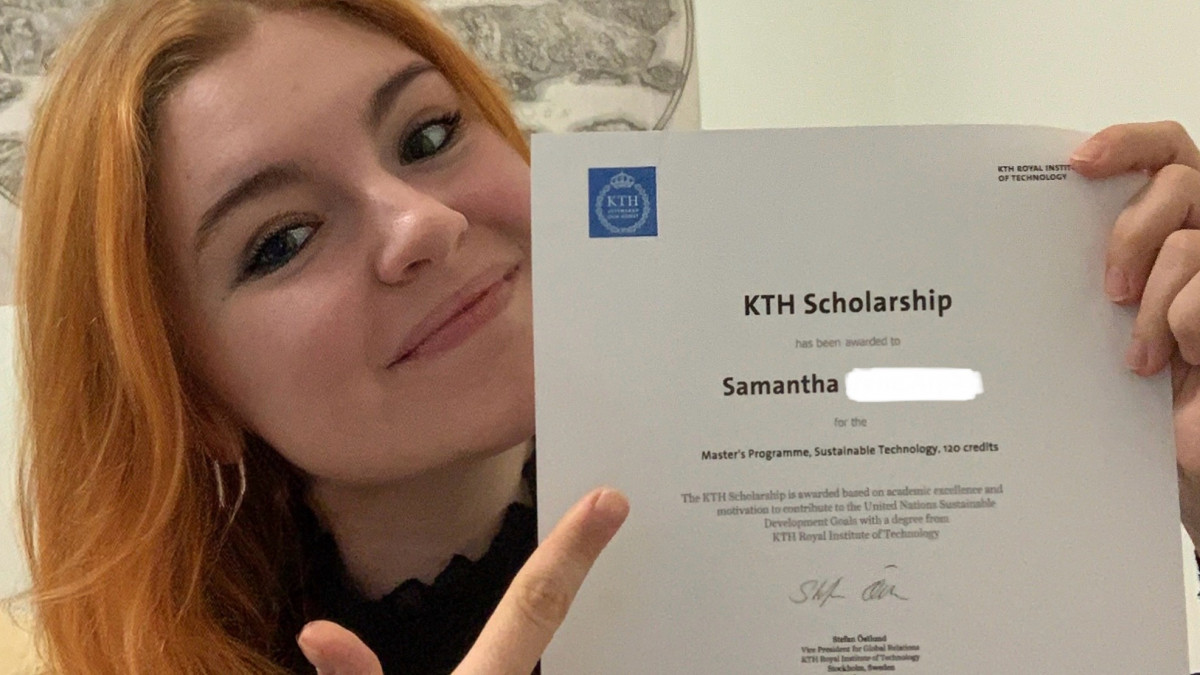 KTH
KTH ROYAL INSTIT
OF TECHNOLOGY
KTH Scholarship
has been awarded to
Samantha
for the
Master's Programme, Sustainable Technology, 120 credits
The KTH Scholarship is awarded based on academic excellence and
motivation to contribute to the United Nations Sustainable
Development Goals with a degree from
KTH Royal Institute of Technology
Stefan Östlund
Vice President for Global Relations
KTH Royal Institute of Technology
Stockholm, Sweden